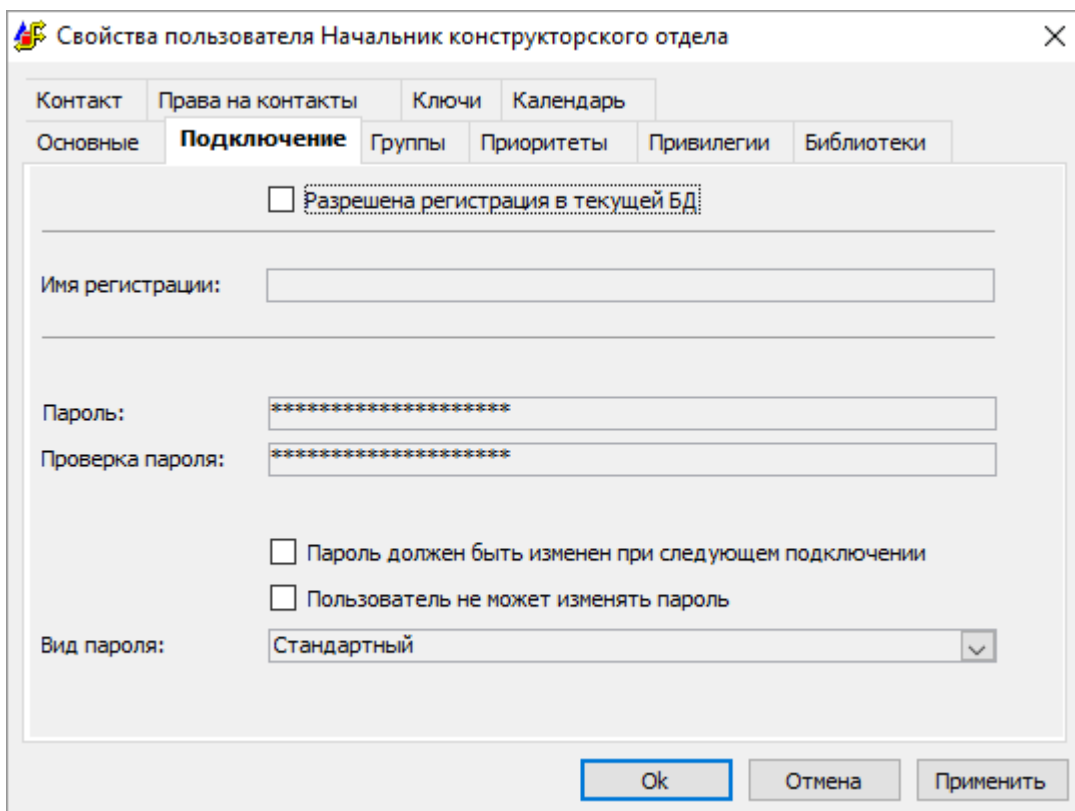 Свойства пользователя Начальник конструкторского отдела
Контакт Права на контакты Ключи Календарь
Основные Подключение Группы Приоритеты Привилегии Библиотеки
Разрешена регистрация в текущей БД
Имя регистрации:
Пароль: ********************
Проверка пароля: ********************
Пароль должен быть изменен при следующем подключении
Пользователь не может изменять пароль
Вид пароля: Стандартный
Ok Отмена Применить